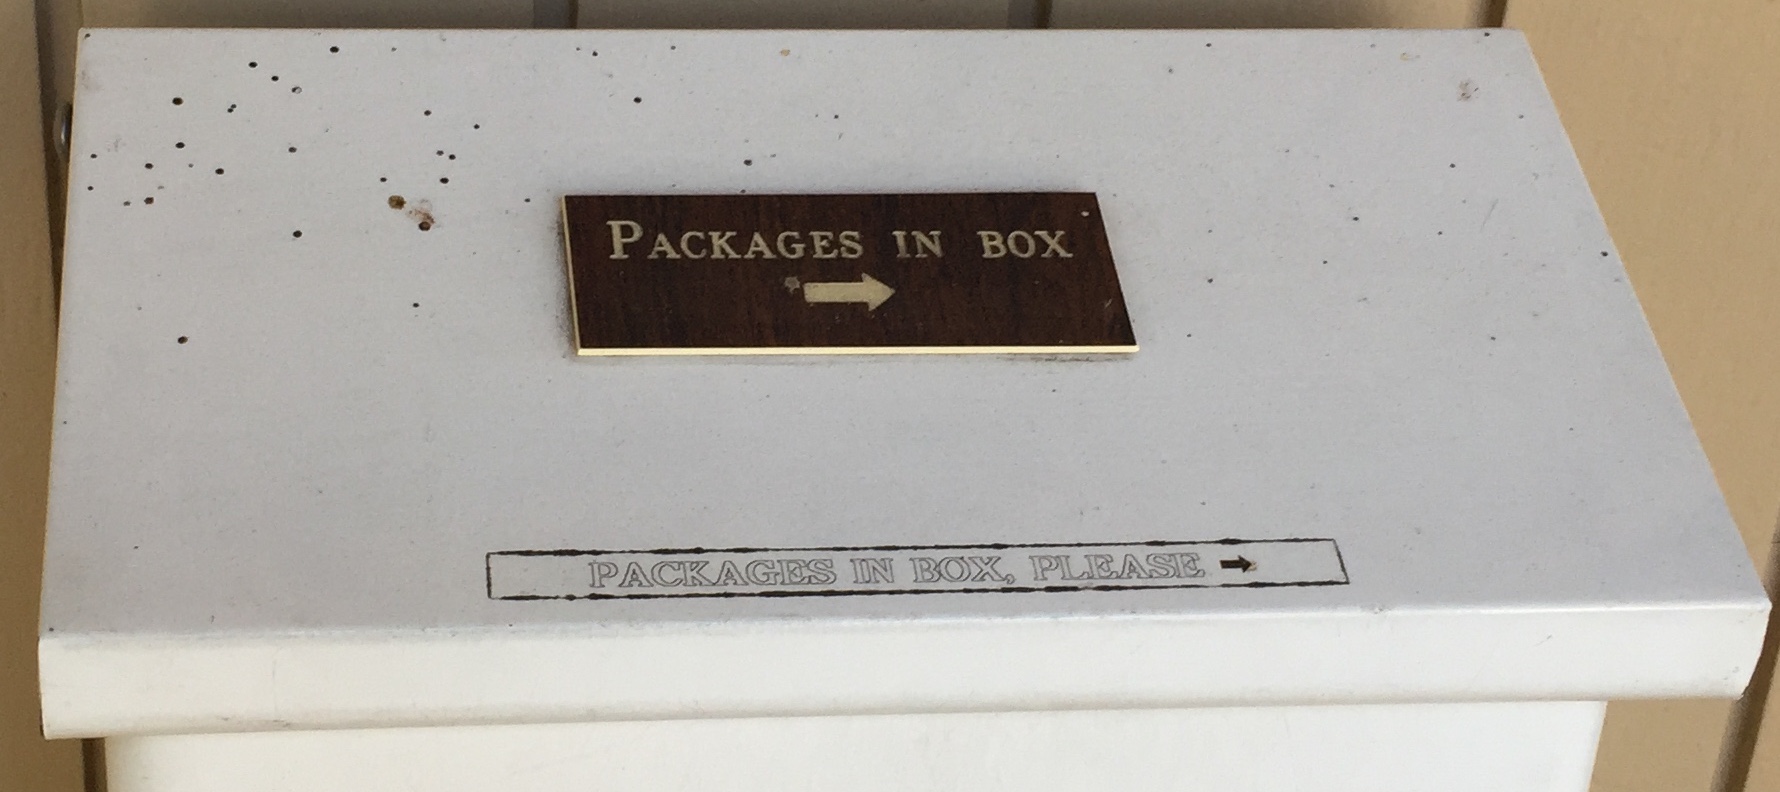 PACKAGES IN BOX
→
PACKAGES IN BOX, PLEASE →